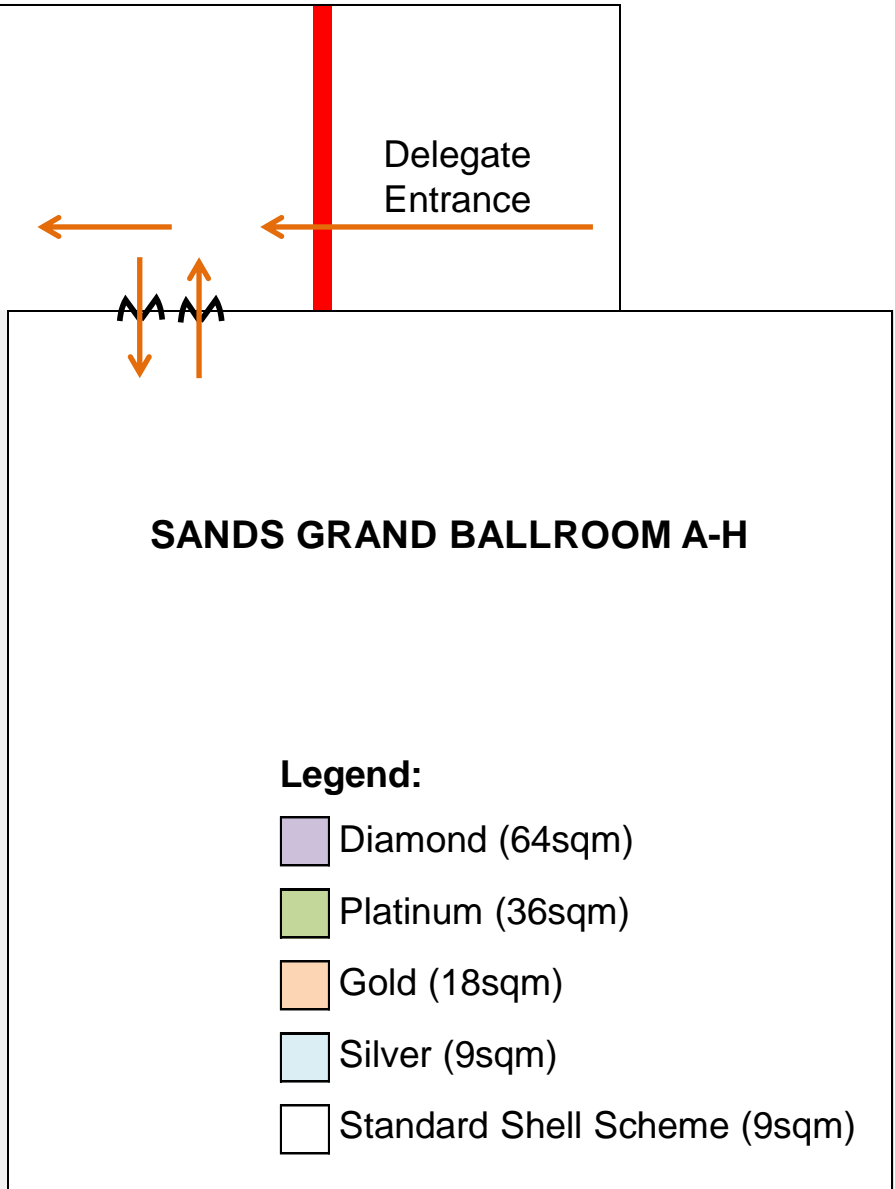 Delegate
Entrance
SANDS GRAND BALLROOM A-H
Legend:
Diamond (64sqm)
Platinum (36sqm)
Gold (18sqm)
Silver (9sqm)
Standard Shell Scheme (9sqm)